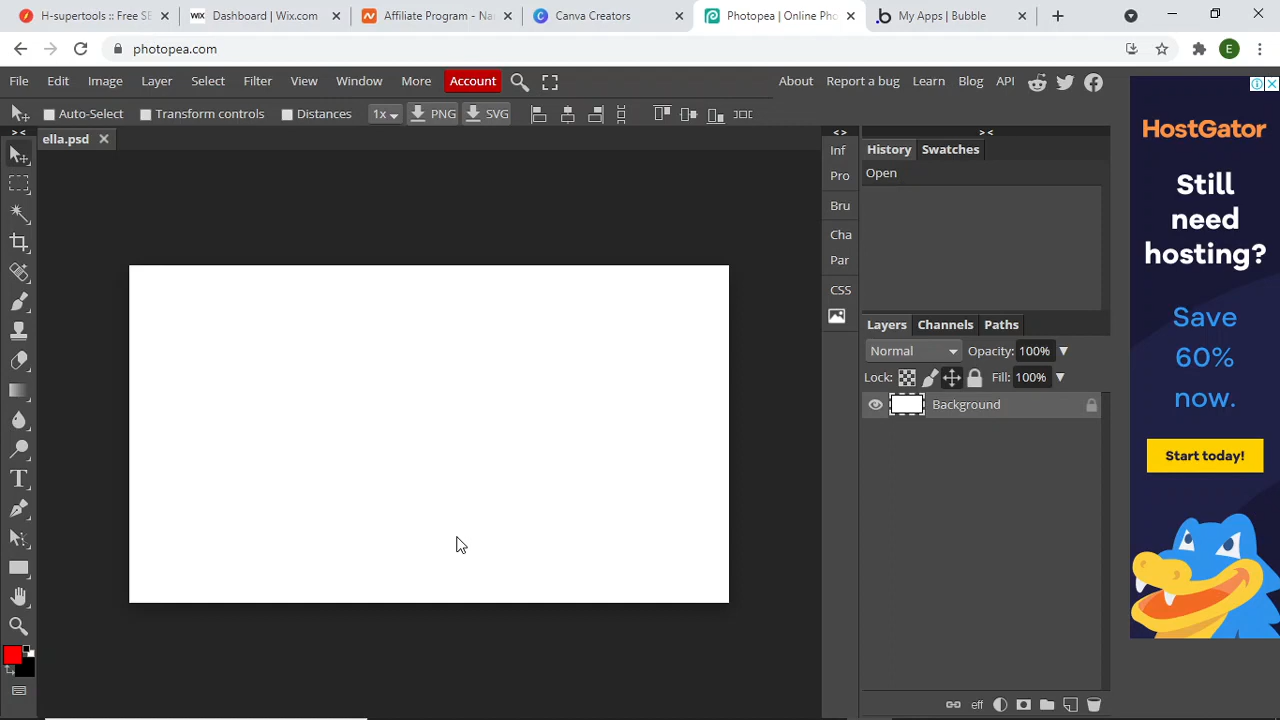 H-supertools :: Free SE
Dashboard | Wix.com
Affiliate Program - Nar
Canva Creators
Photopea | Online Pho
My Apps | Bubble
photopea.com
E
File Edit Image Layer Select Filter View Window More Account
About Report a bug Learn Blog API
Auto-Select Transform controls Distances 1x PNG SVG
ella.psd
Inf
Pro
Bru
Cha
Par
CSS
History Swatches
Open
Layers Channels Paths
Normal Opacity: 100%
Lock: Fill: 100%
Background
eff
HostGator
Still
need
hosting?
Save
60%
now.
Start today!